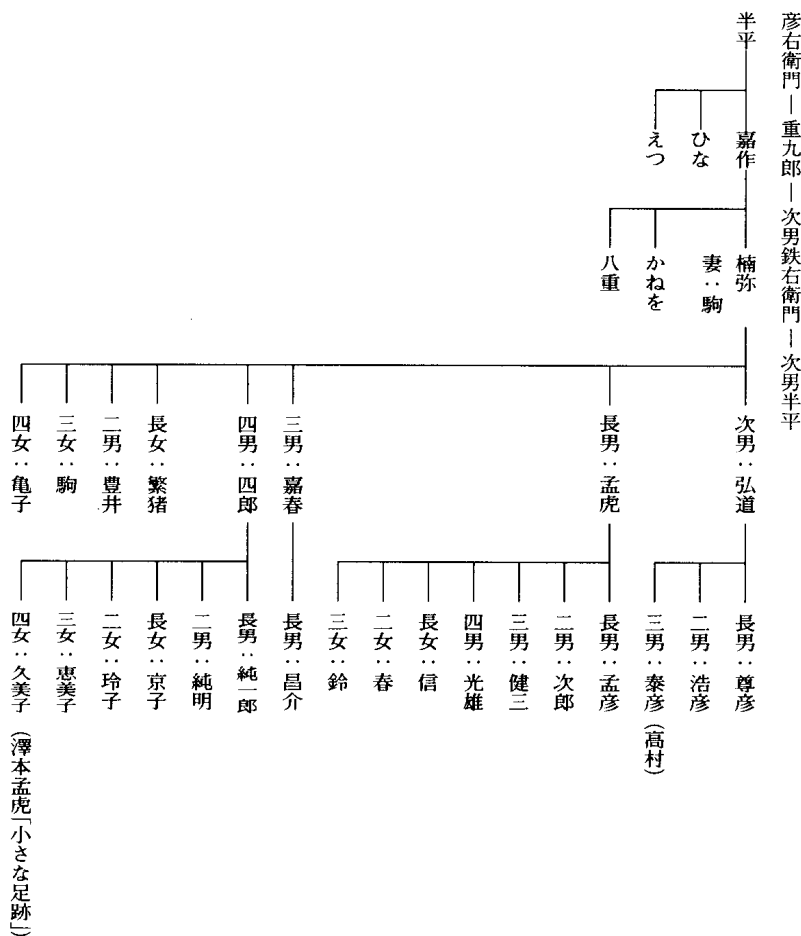 彦右衛門 — 重九郎 — 次男鉄右衛門 — 次男半平
半平
嘉作
ひな
えつ
楠弥
妻：駒
かねを
八重
次男：弘道
長男：孟虎
三男：嘉春
四男：四郎
長女：繁猪
二男：豊井
三女：駒
四女：亀子
長男：尊彦
二男：浩彦
三男：泰彦（高村）
長男：孟彦
二男：次郎
三男：健三
四男：光雄
長女：信
二女：春
三女：鈴
長男：昌介
長男：純一郎
二男：純明
長女：京子
二女：玲子
三女：恵美子
四女：久美子
（澤本孟虎「小さな足跡」）